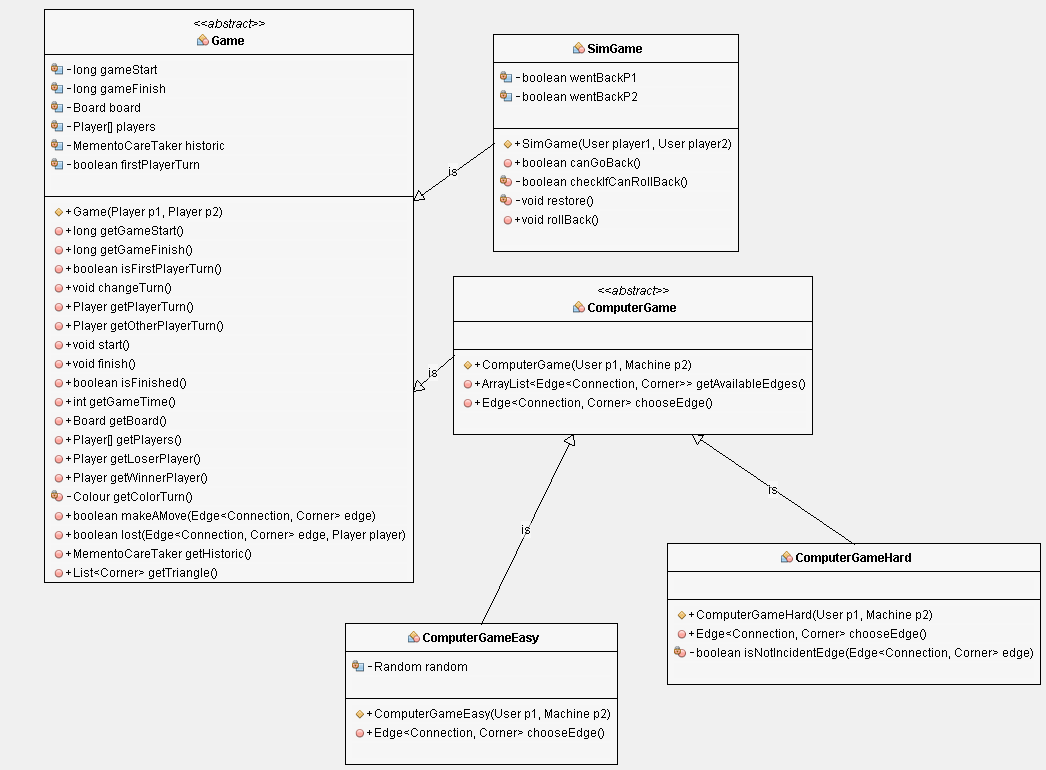 <<abstract>>
Game
- long gameStart
- long gameFinish
- Board board
- Player[] players
- MementoCareTaker historic
- boolean firstPlayerTurn
+ Game(Player p1, Player p2)
+ long getGameStart()
+ long getGameFinish()
+ boolean isFirstPlayerTurn()
+ void changeTurn()
+ Player getPlayerTurn()
+ Player getOtherPlayerTurn()
+ void start()
+ void finish()
+ boolean isFinished()
+ int getGameTime()
+ Board getBoard()
+ Player[] getPlayers()
+ Player getLoserPlayer()
+ Player getWinnerPlayer()
- Colour getColorTurn()
+ boolean makeAMove(Edge<Connection, Corner> edge)
+ boolean lost(Edge<Connection, Corner> edge, Player player)
+ MementoCareTaker getHistoric()
+ List<Corner> getTriangle()
is
SimGame
- boolean wentBackP1
- boolean wentBackP2
+ SimGame(User player1, User player2)
+ boolean canGoBack()
- boolean checkIfCanRollBack()
- void restore()
+ void rollBack()
is
<<abstract>>
ComputerGame
+ ComputerGame(User p1, Machine p2)
+ ArrayList<Edge<Connection, Corner>> getAvailableEdges()
+ Edge<Connection, Corner> chooseEdge()
is
is
ComputerGameHard
+ ComputerGameHard(User p1, Machine p2)
+ Edge<Connection, Corner> chooseEdge()
- boolean isNotIncidentEdge(Edge<Connection, Corner> edge)
ComputerGameEasy
- Random random
+ ComputerGameEasy(User p1, Machine p2)
+ Edge<Connection, Corner> chooseEdge()